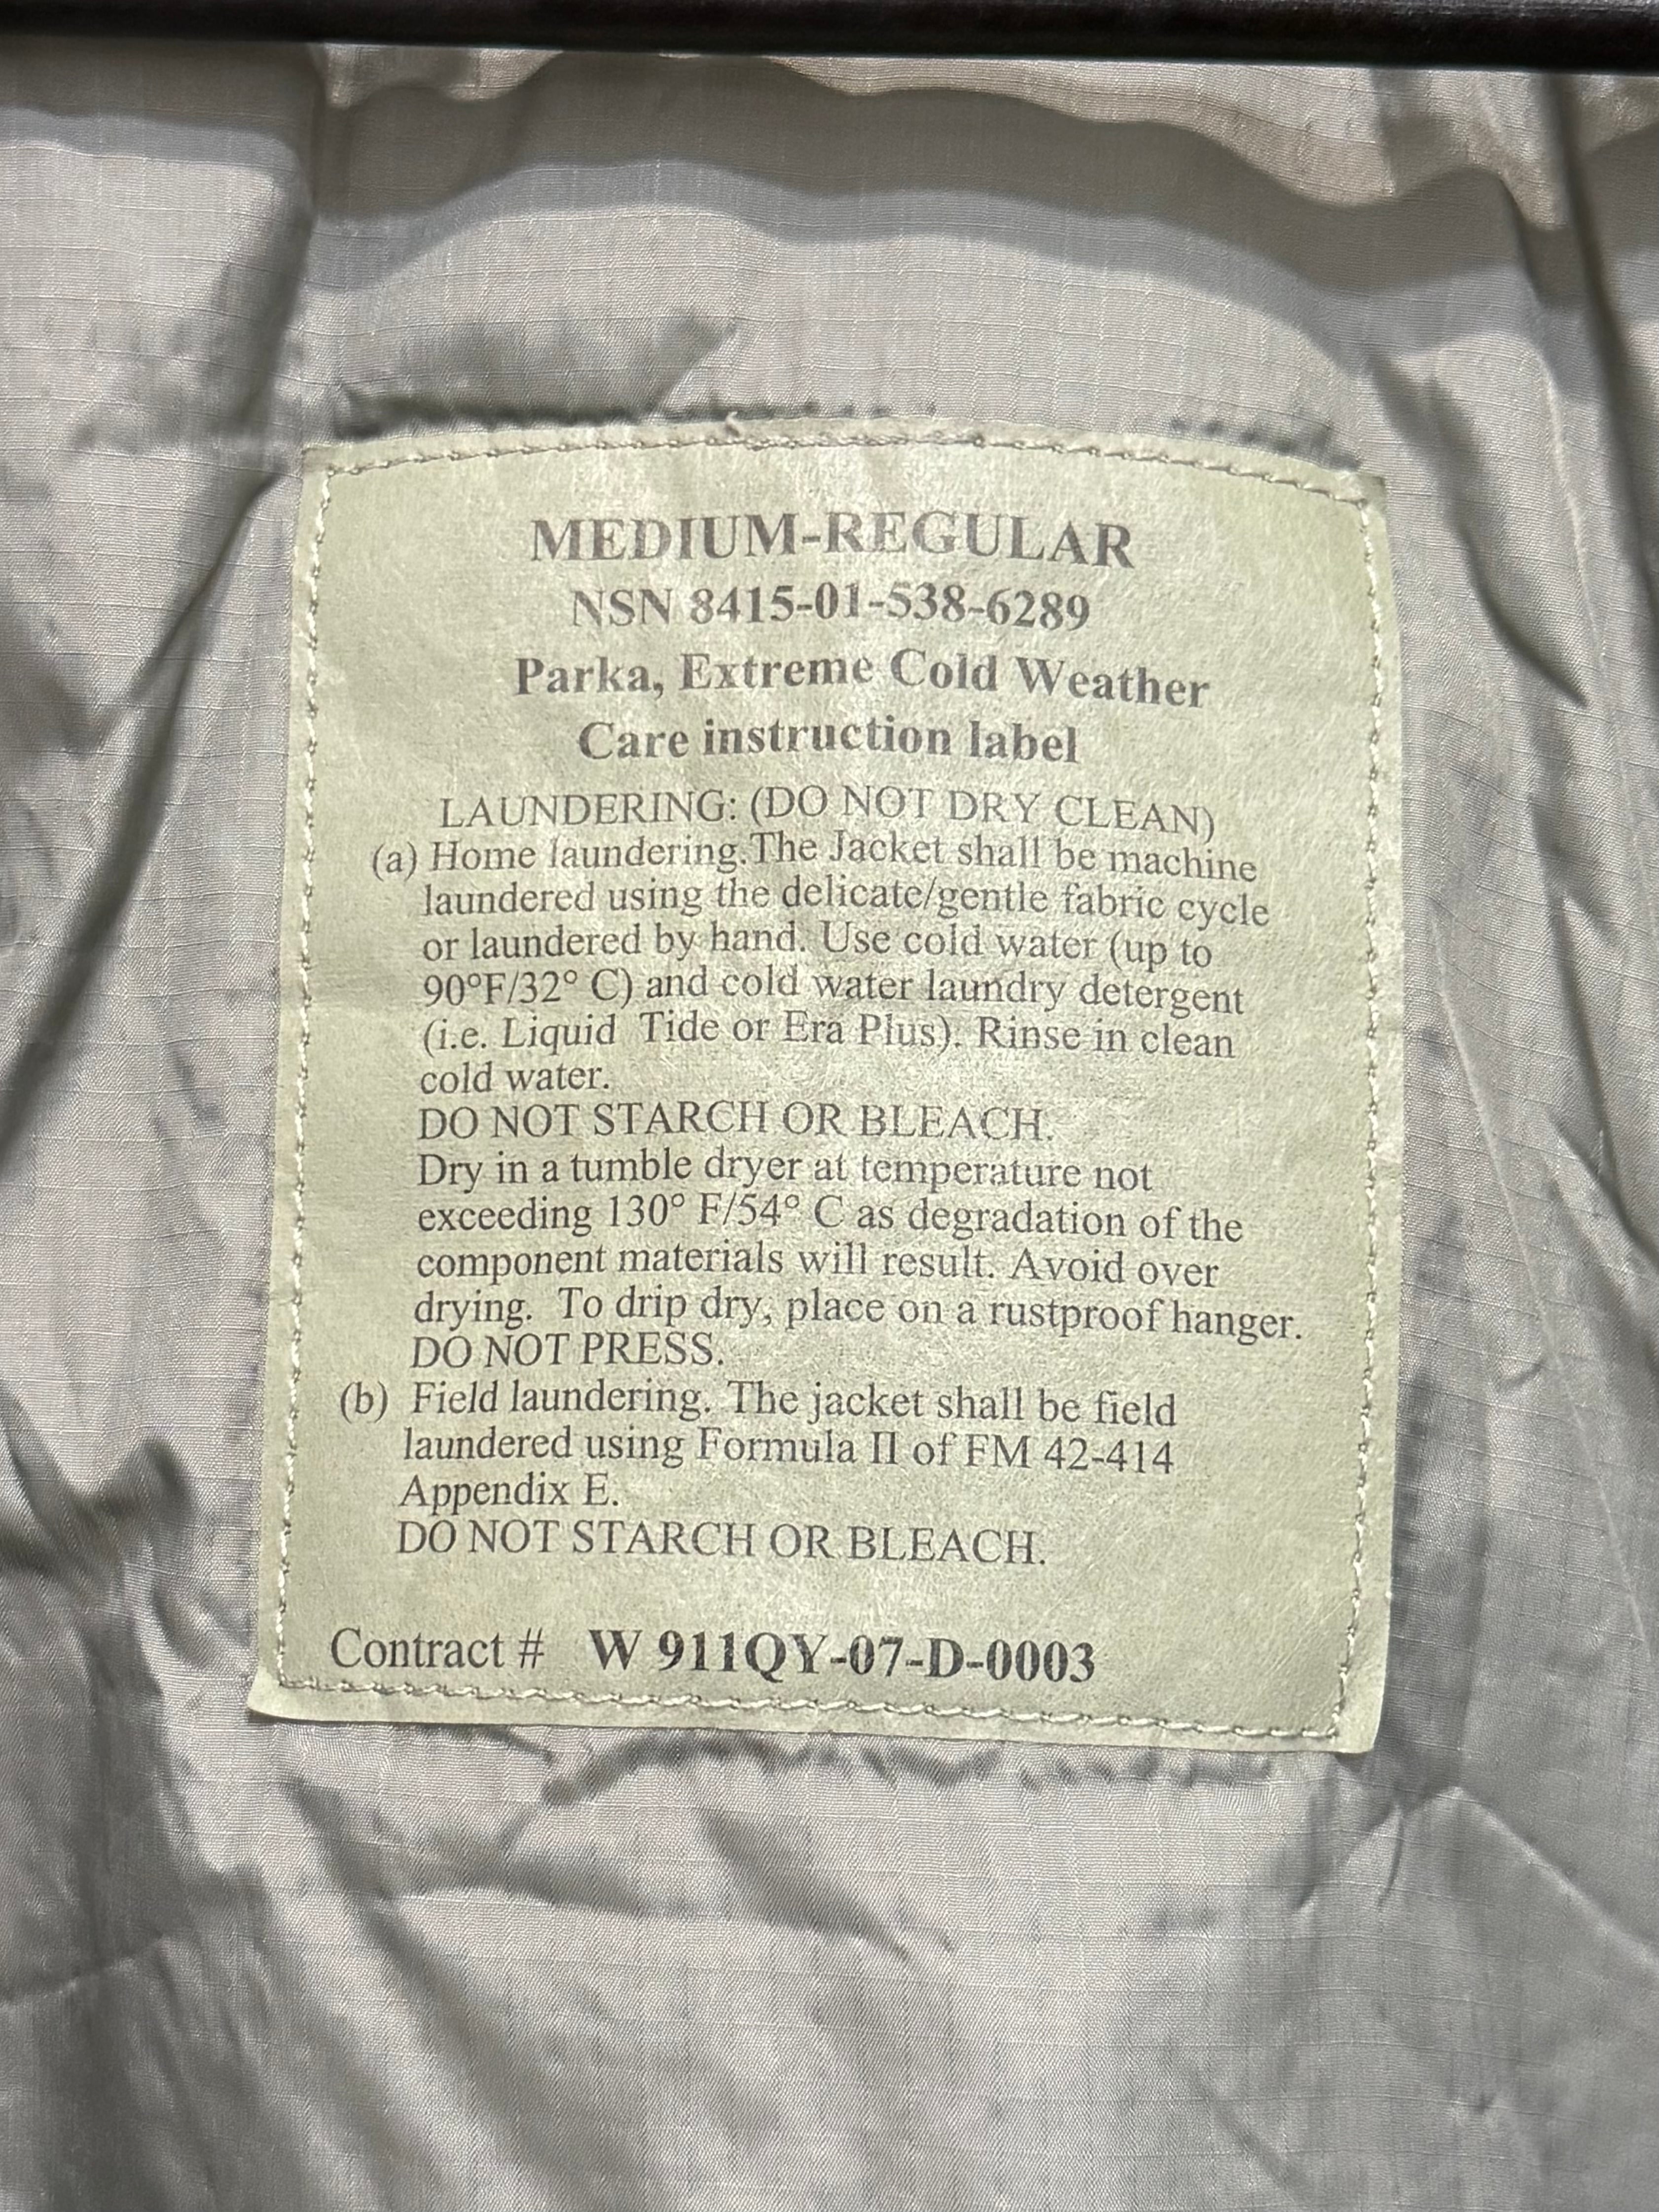 MEDIUM-REGULAR
NSN 8415-01-538-6289
Parka, Extreme Cold Weather
Care instruction label
LAUNDERING: (DO NOT DRY CLEAN)
(a) Home laundering.The Jacket shall be machine
laundered using the delicate/gentle fabric cycle
or laundered by hand. Use cold water (up to
90°F/32° C) and cold water laundry detergent
(i.e. Liquid Tide or Era Plus). Rinse in clean
cold water.
DO NOT STARCH OR BLEACH.
Dry in a tumble dryer at temperature not
exceeding 130° F/54° C as degradation of the
component materials will result. Avoid over
drying. To drip dry, place on a rustproof hanger.
DO NOT PRESS.
(b) Field laundering. The jacket shall be field
laundered using Formula II of FM 42-414
Appendix E.
DO NOT STARCH OR BLEACH.
Contract # W 911QY-07-D-0003